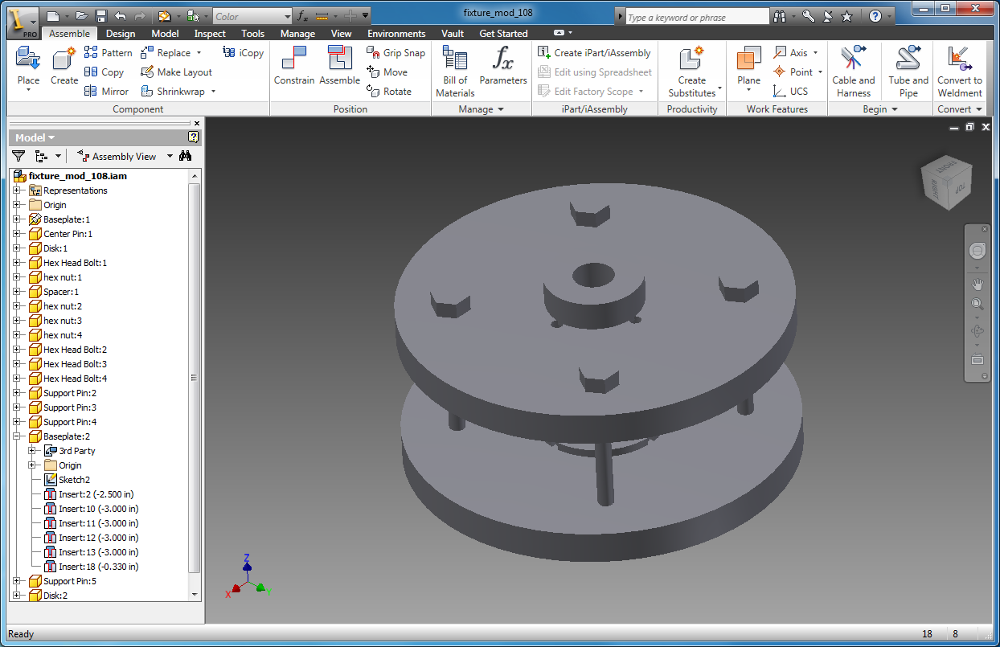 PRO
Color
fx
fixture_mod_108
Type a keyword or phrase
Assemble Design Model Inspect Tools Manage View Environments Vault Get Started
Place
Create
Pattern
Copy
Mirror
Replace
Make Layout
Shrinkwrap
iCopy
Component
Constrain
Assemble
Grip Snap
Move
Rotate
Position
Bill of
Materials
fx
Parameters
Manage
Create iPart/iAssembly
Edit using Spreadsheet
Edit Factory Scope
iPart/iAssembly
Create
Substitutes
Productivity
Plane
Axis
Point
UCS
Work Features
Cable and
Harness
Tube and
Pipe
Begin
Convert to
Weldment
Convert
Model
Assembly View
fixture_mod_108.iam
Representations
Origin
Baseplate:1
Center Pin:1
Disk:1
Hex Head Bolt:1
hex nut:1
Spacer:1
hex nut:2
hex nut:3
hex nut:4
Hex Head Bolt:2
Hex Head Bolt:3
Hex Head Bolt:4
Support Pin:2
Support Pin:3
Support Pin:4
Baseplate:2
3rd Party
Origin
Sketch2
Insert:2 (-2.500 in)
Insert:10 (-3.000 in)
Insert:11 (-3.000 in)
Insert:12 (-3.000 in)
Insert:13 (-3.000 in)
Insert:18 (-0.330 in)
Support Pin:5
Disk:2
FRONT
RIGHT
TOP
Z
X
Y
Ready
18 8